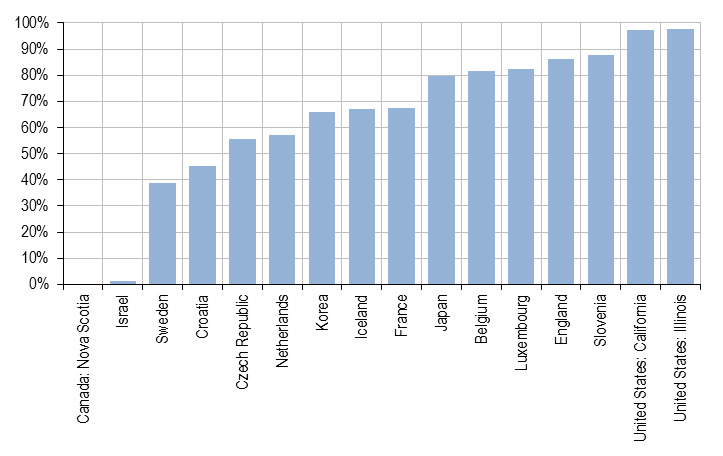 100%
90%
80%
70%
60%
50%
40%
30%
20%
10%
0%
Canada: Nova Scotia
Israel
Sweden
Croatia
Czech Republic
Netherlands
Korea
Iceland
France
Japan
Belgium
Luxembourg
England
Slovenia
United States: California
United States: Illinois